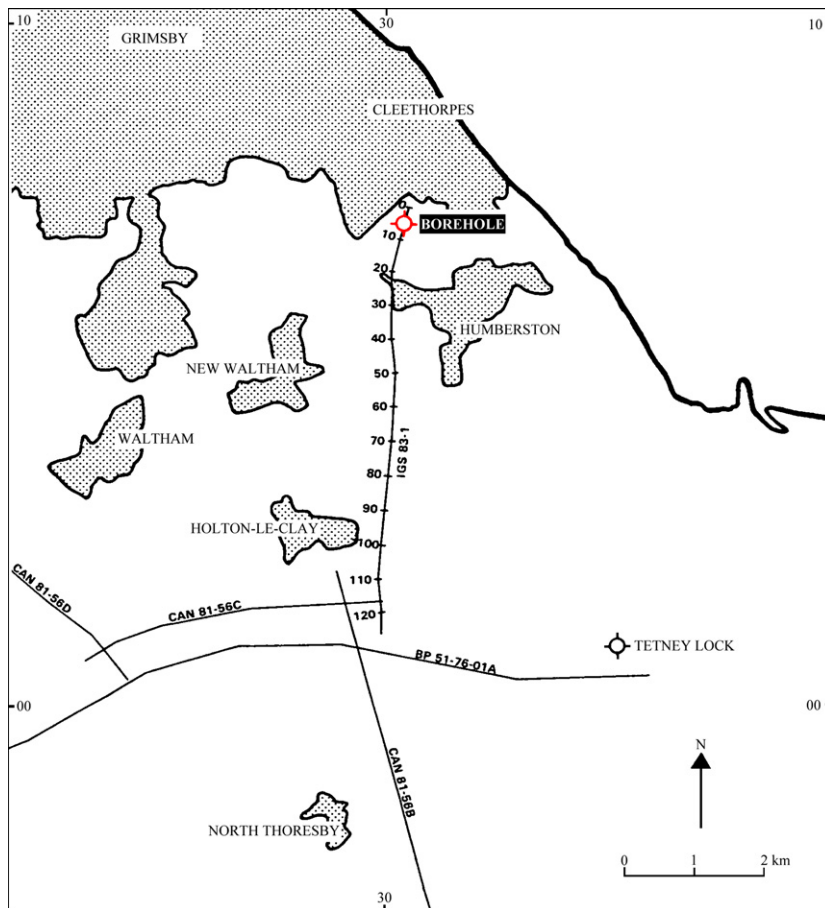 10
30
10
GRIMSBY
CLEETHORPES
0
BOREHOLE
10
20
30
HUMBERSTON
40
NEW WALTHAM
50
60
WALTHAM
70
IGS 83-1
80
90
HOLTON-LE-CLAY
100
110
CAN 81-56D
CAN 81-56C
120
TETNEY LOCK
BP 51-76-01A
00
00
N
CAN 81-56B
NORTH THORESBY
0 1 2 km
30